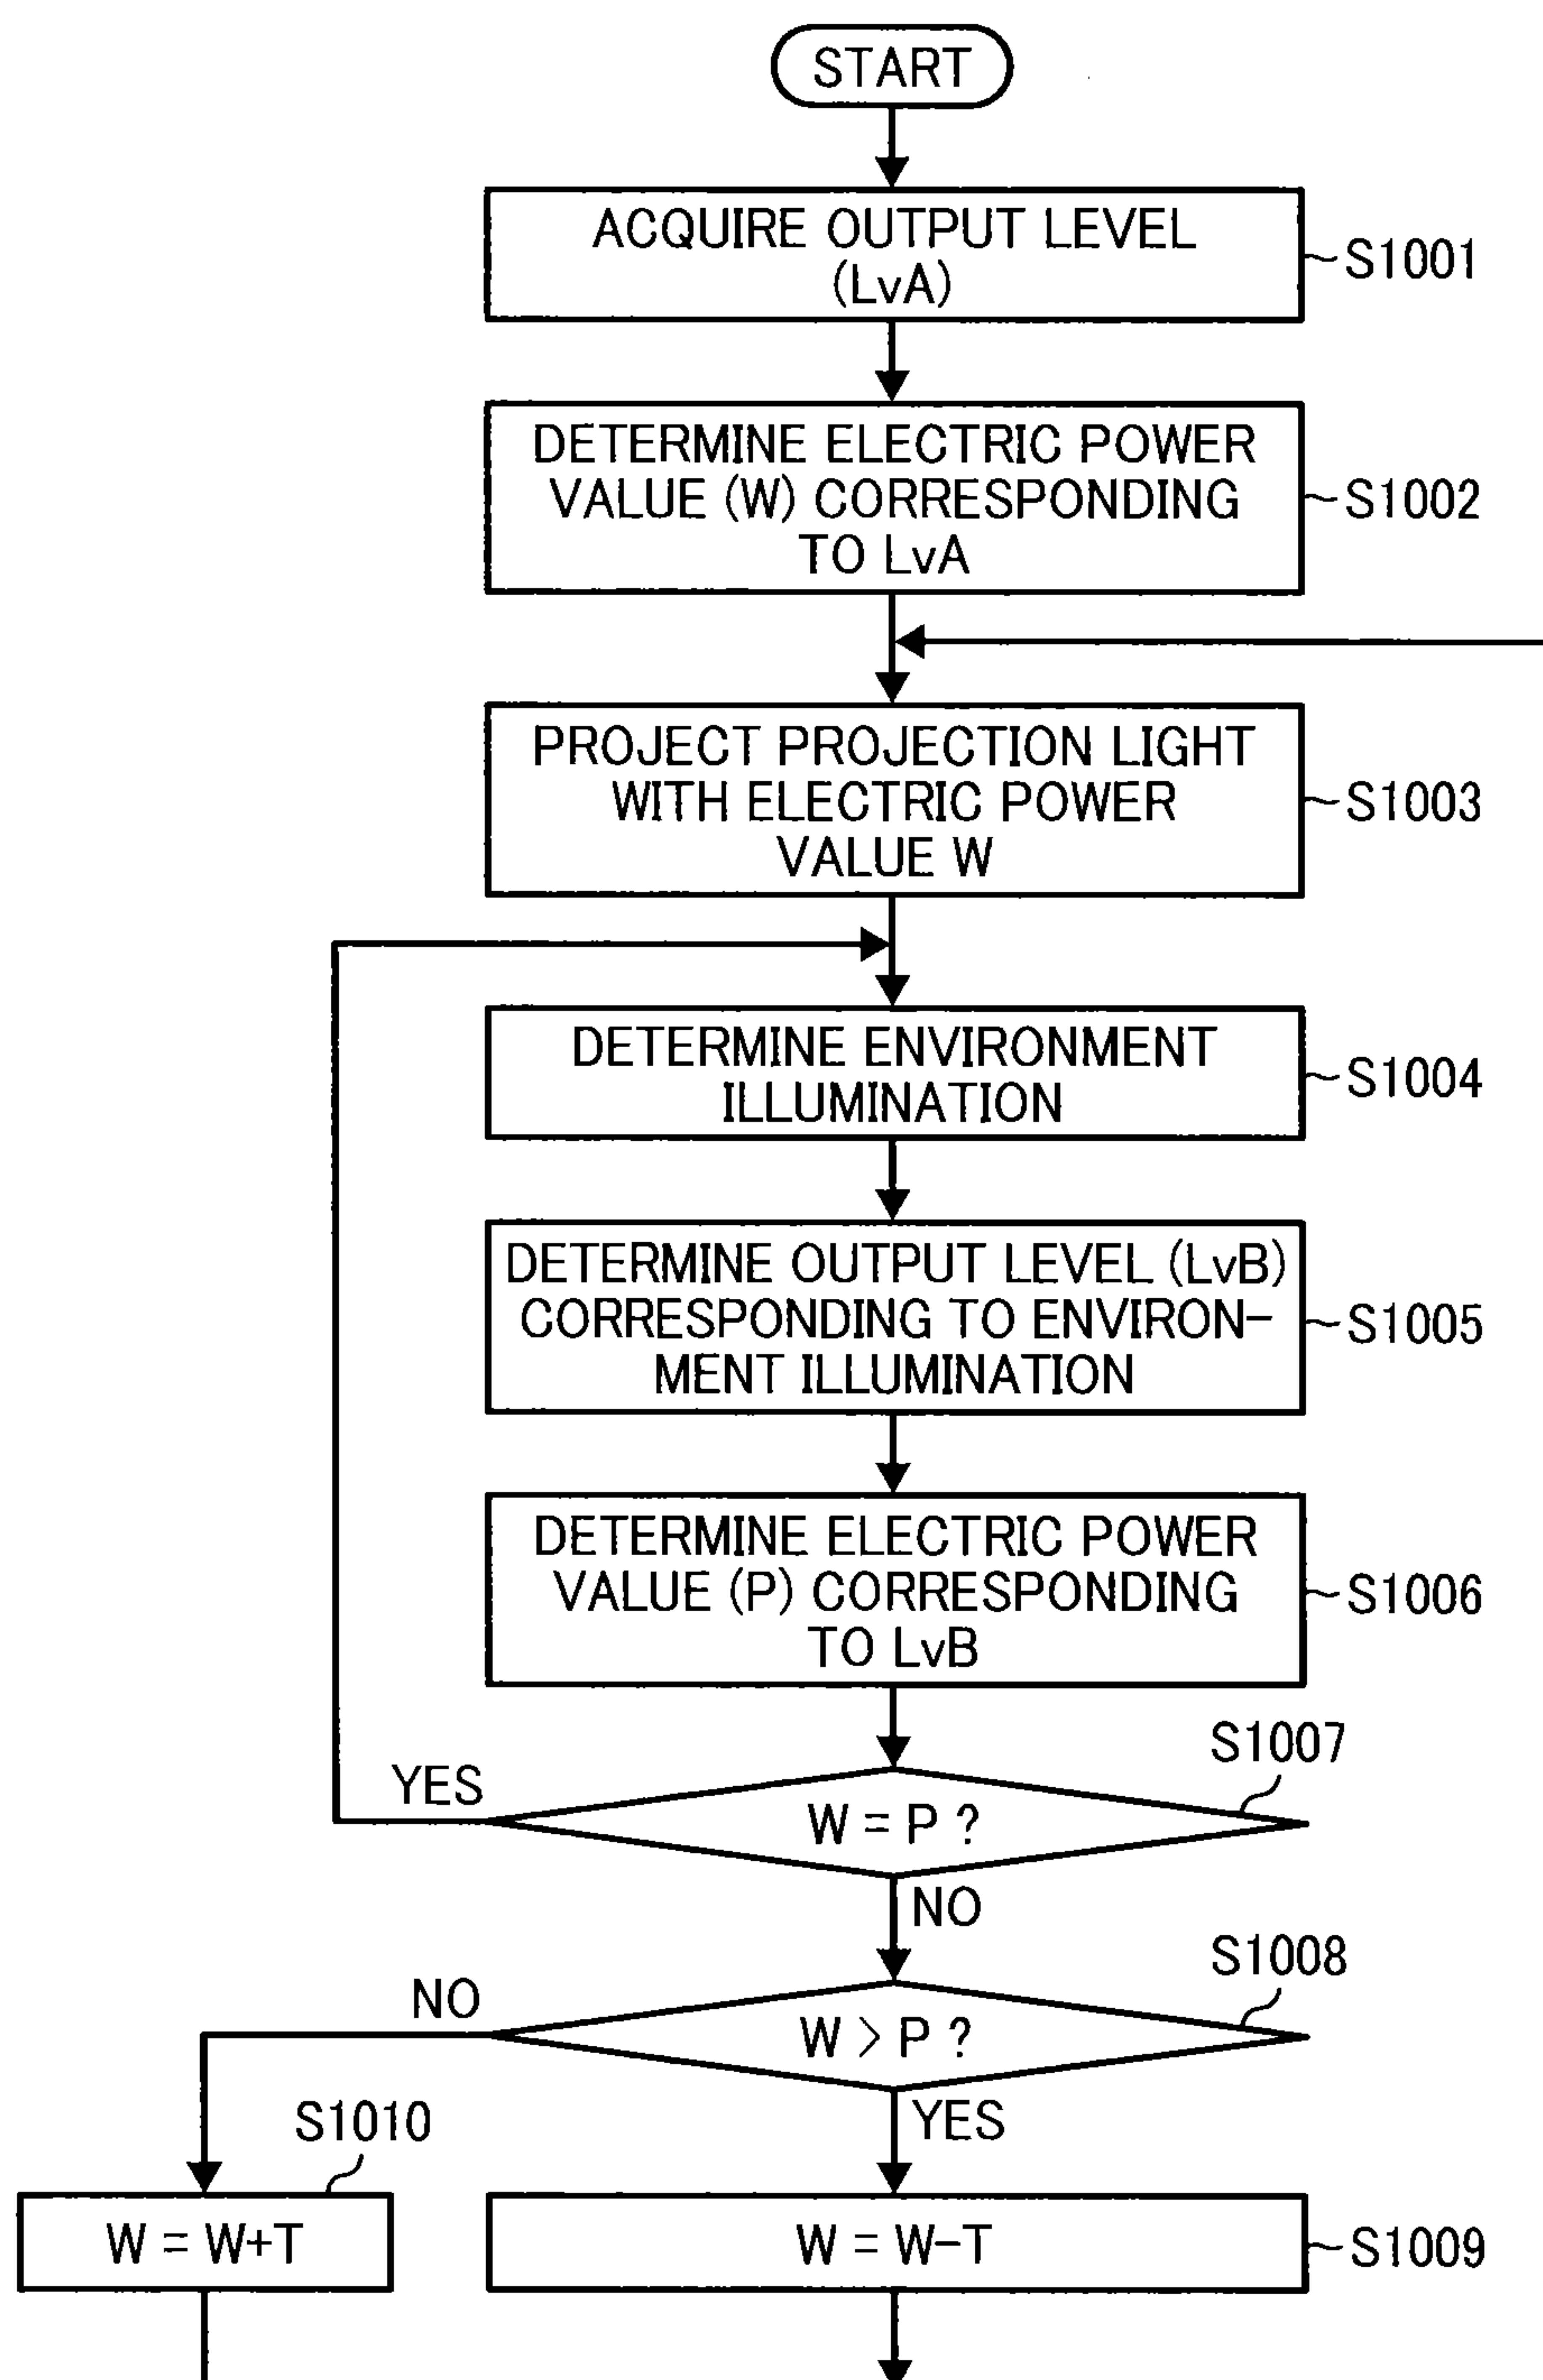 START
ACQUIRE OUTPUT LEVEL
(LvA)
S1001
DETERMINE ELECTRIC POWER
VALUE (W) CORRESPONDING
TO LvA
S1002
PROJECT PROJECTION LIGHT
WITH ELECTRIC POWER
VALUE W
S1003
DETERMINE ENVIRONMENT
ILLUMINATION
S1004
DETERMINE OUTPUT LEVEL (LvB)
CORRESPONDING TO ENVIRON-
MENT ILLUMINATION
S1005
DETERMINE ELECTRIC POWER
VALUE (P) CORRESPONDING
TO LvB
S1006
S1007
YES
W = P ?
NO
S1008
NO
W > P ?
YES
S1010
W = W+T
W = W-T
S1009